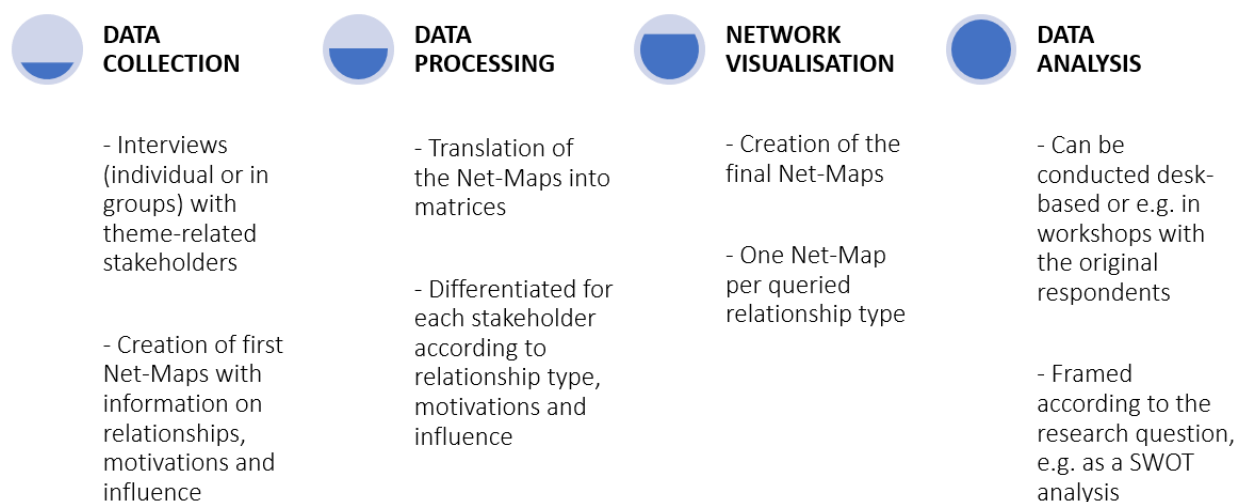 DATA
COLLECTION
- Interviews
(individual or in
groups) with
theme-related
stakeholders
- Creation of first
Net-Maps with
information on
relationships,
motivations and
influence
DATA
PROCESSING
- Translation of
the Net-Maps into
matrices
- Differentiated for
each stakeholder
according to
relationship type,
motivations and
influence
NETWORK
VISUALISATION
- Creation of the
final Net-Maps
- One Net-Map
per queried
relationship type
DATA
ANALYSIS
- Can be
conducted desk-
based or e.g. in
workshops with
the original
respondents
- Framed
according to the
research question,
e.g. as a SWOT
analysis